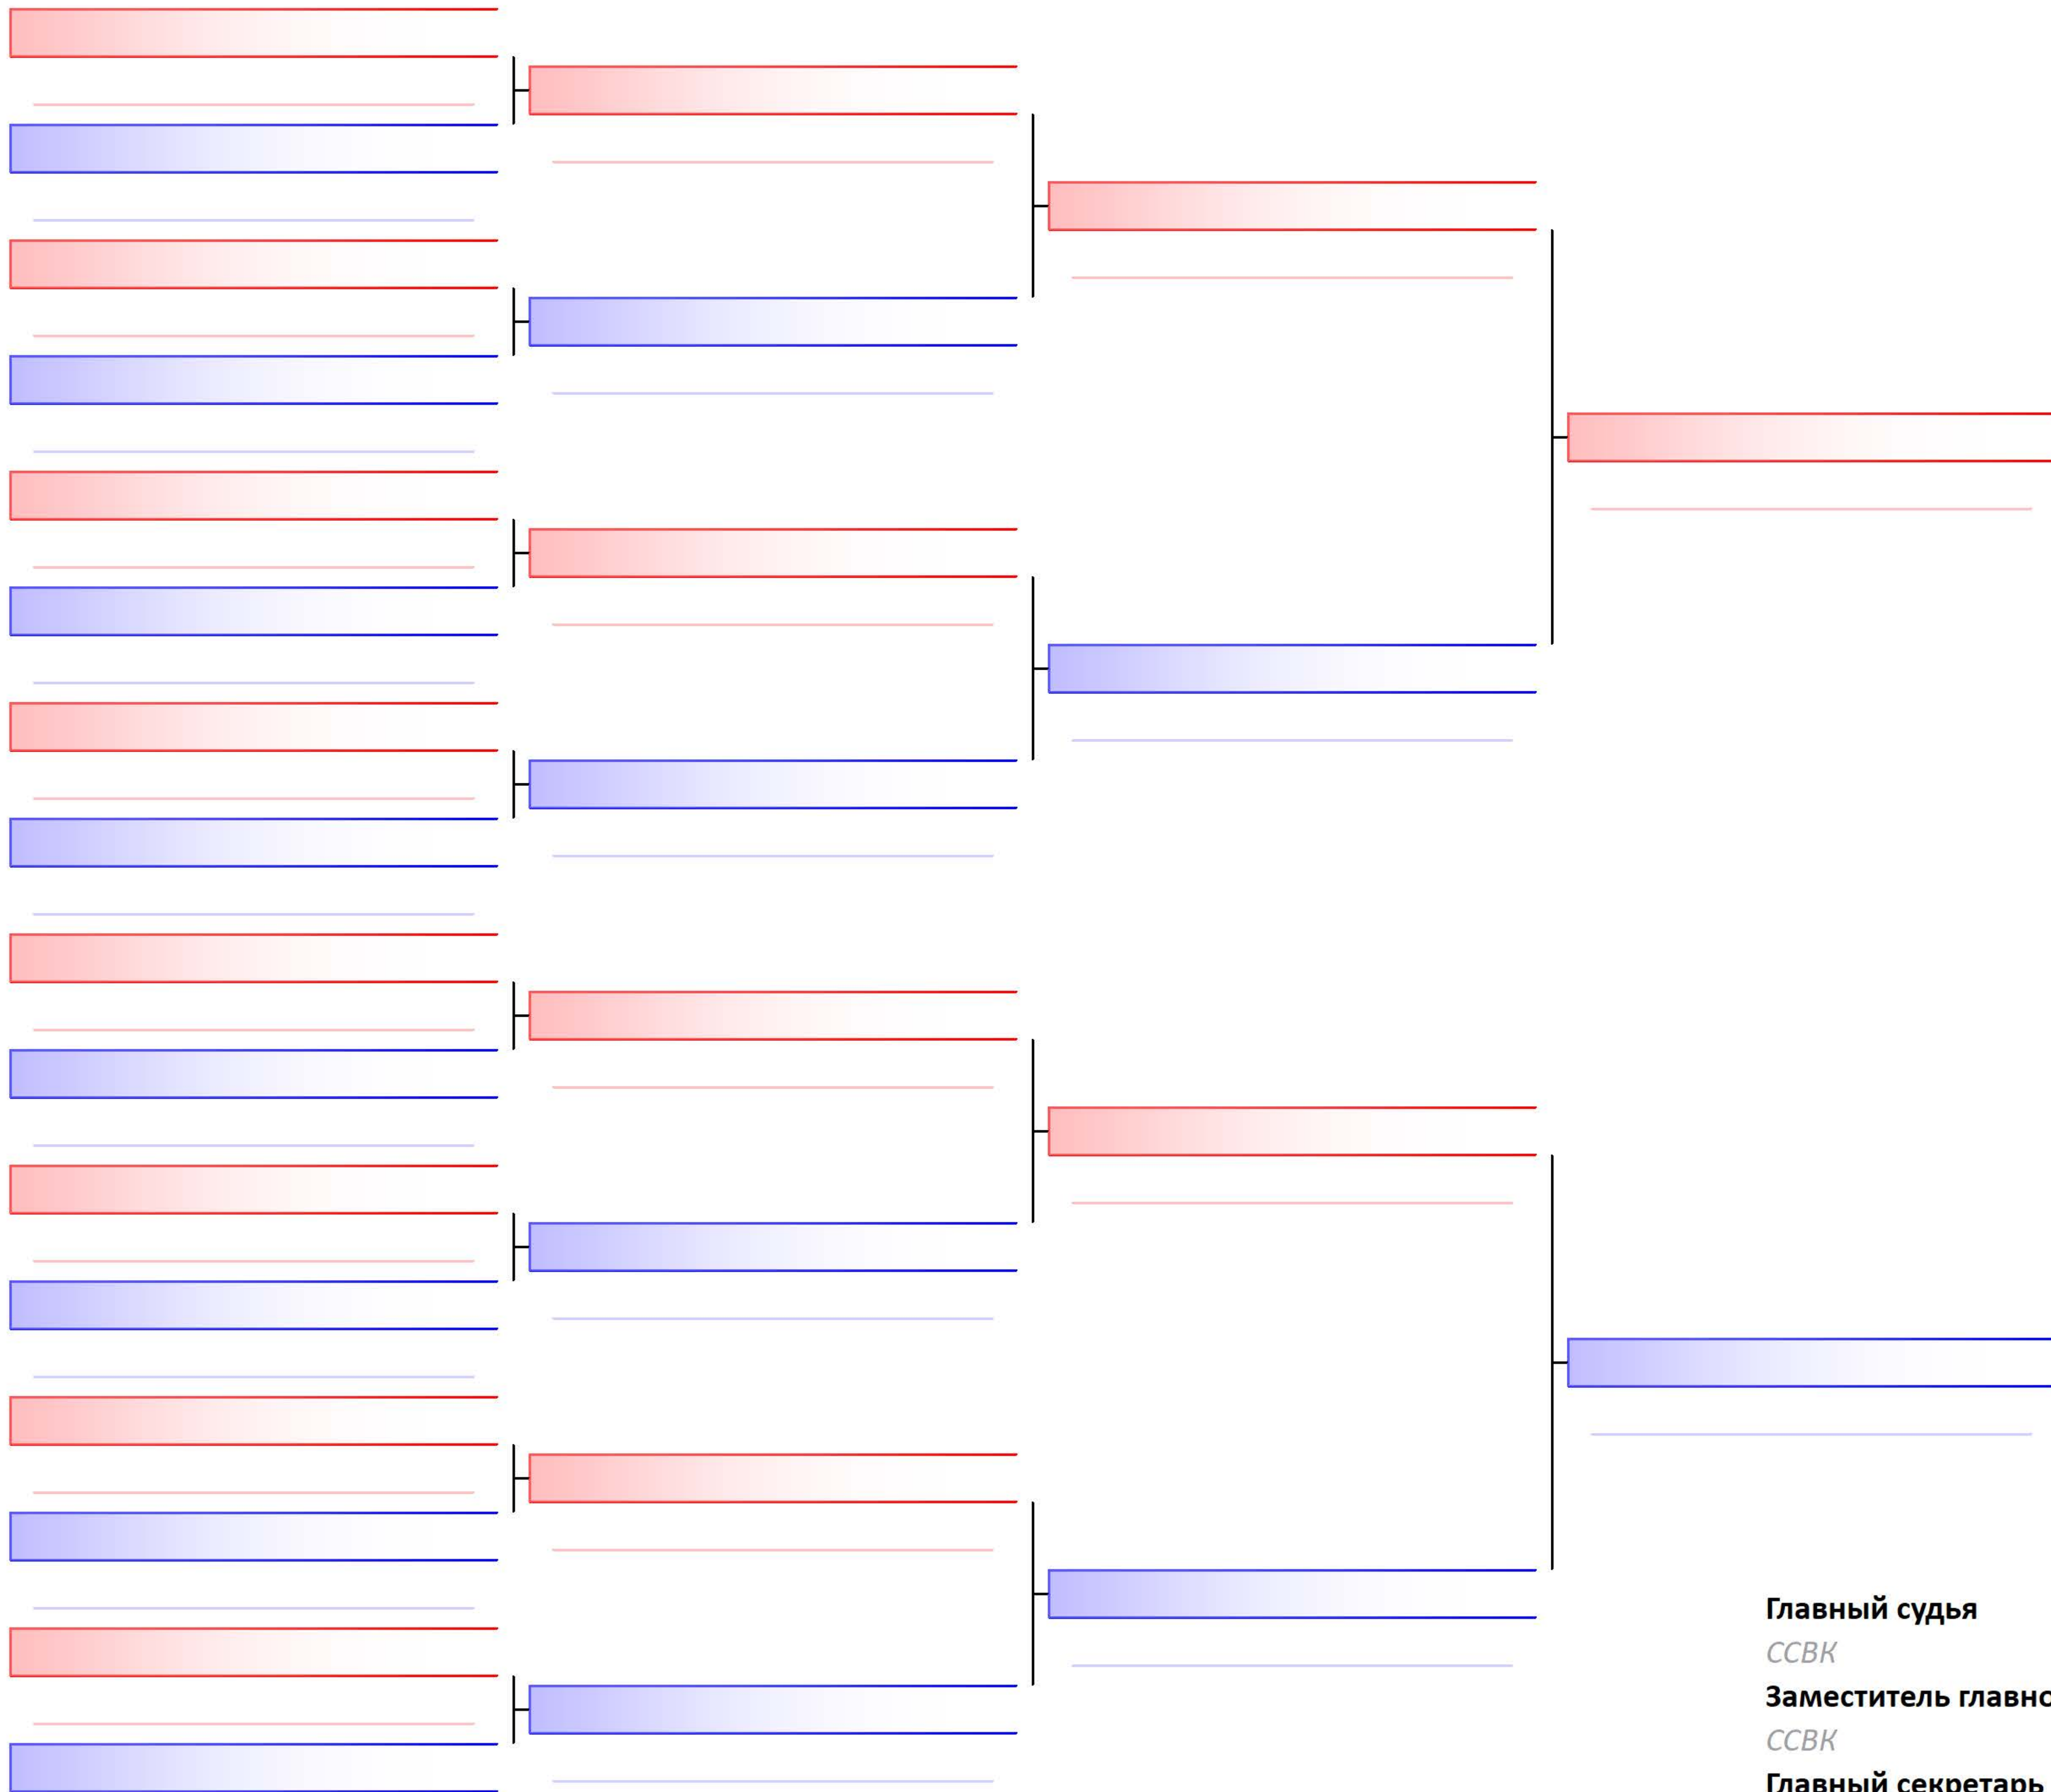 Главный судья
ССВК
Заместитель главно
ССВК
Главный секретарь